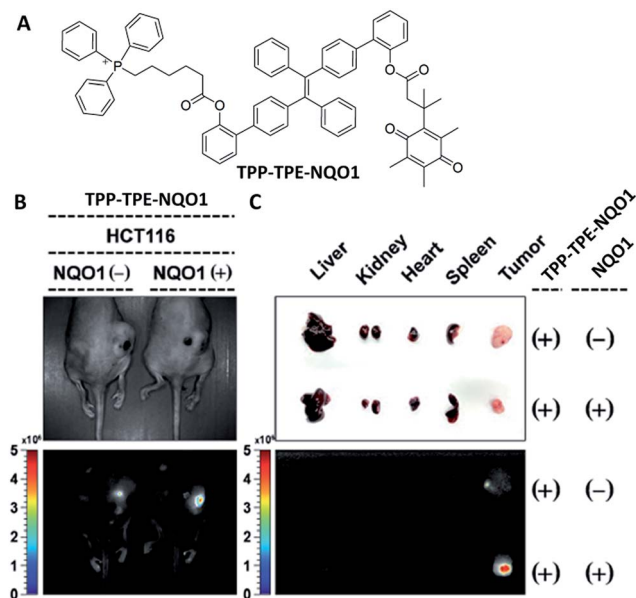 A
P
+
O
O
O
O
O
O
TPP-TPE-NQO1
B
TPP-TPE-NQO1
HCT116
NQO1 (−) NQO1 (+)
C
Liver Kidney Heart Spleen Tumor TPP-TPE-NQO1 NQO1
(+) (−)
(+) (+)
x10⁶
5
4
3
2
1
0
x10⁶
5
4
3
2
1
0
(+) (−)
(+) (+)